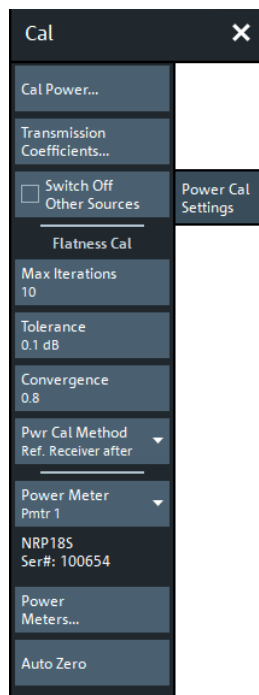 Cal
Cal Power...
Transmission
Coefficients...
Switch Off
Other Sources
Power Cal
Settings
Flatness Cal
Max Iterations
10
Tolerance
0.1 dB
Convergence
0.8
Pwr Cal Method
Ref. Receiver after
Power Meter
Pmtr 1
NRP18S
Ser#: 100654
Power
Meters...
Auto Zero